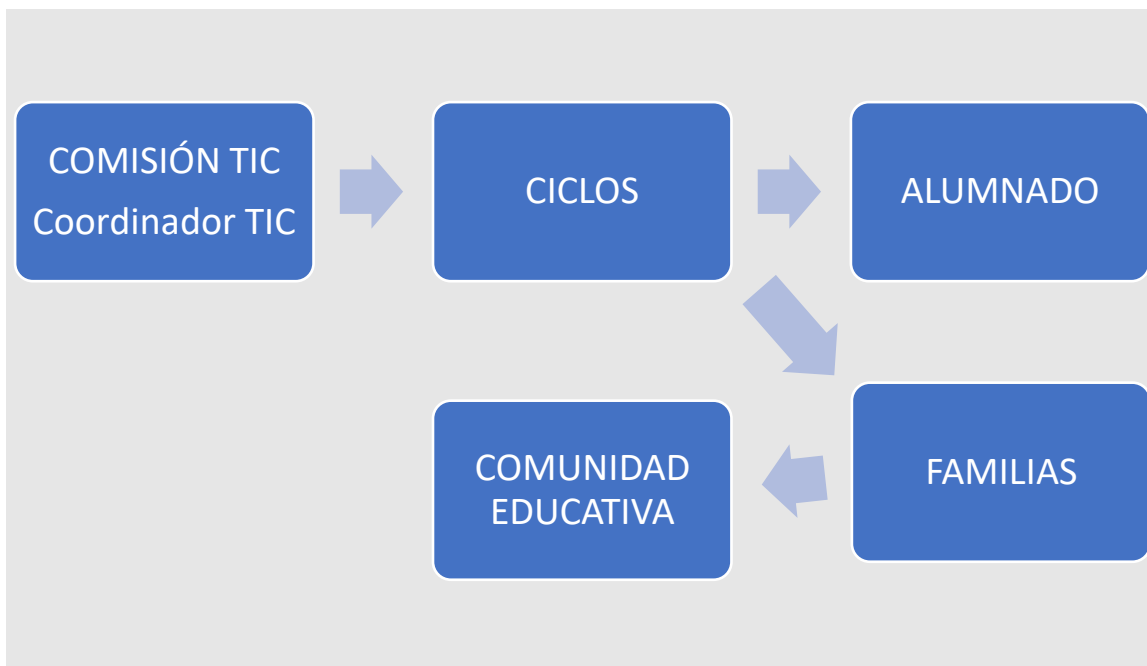 COMISIÓN TIC
Coordinador TIC
CICLOS
ALUMNADO
FAMILIAS
COMUNIDAD
EDUCATIVA